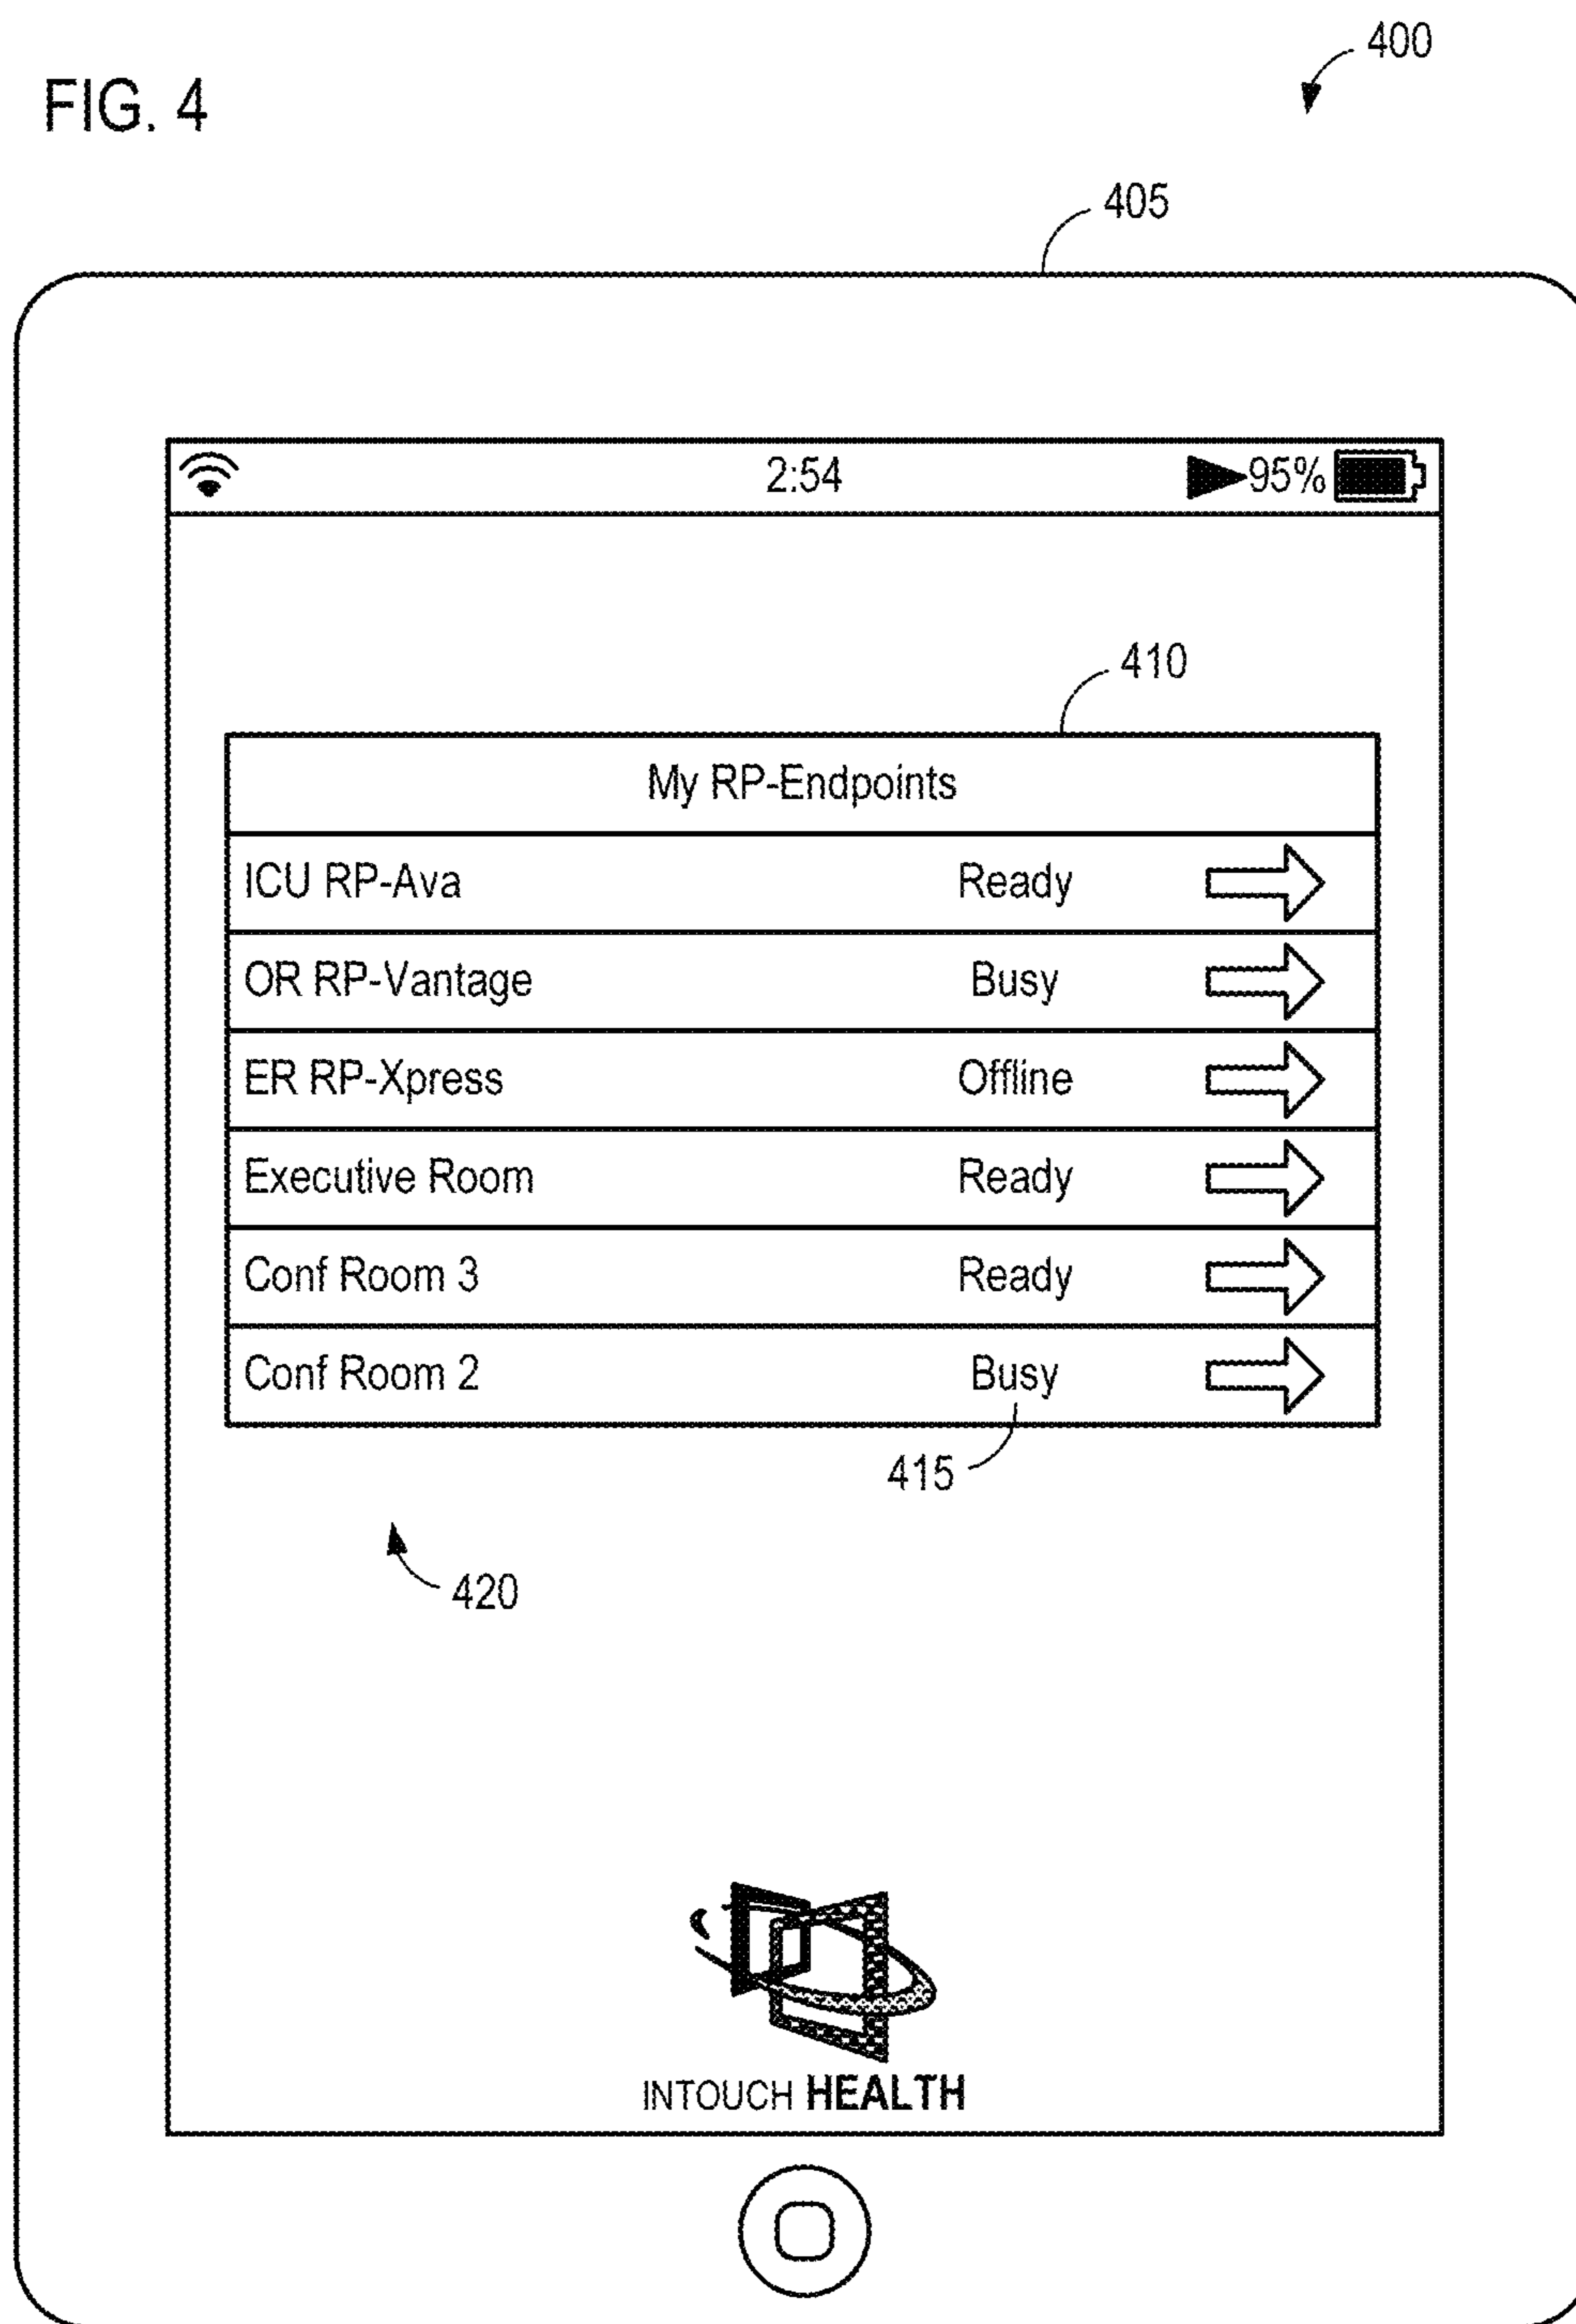 400
FIG. 4
405
2:54 95%
410
My RP-Endpoints
ICU RP-Ava Ready
OR RP-Vantage Busy
ER RP-Xpress Offline
Executive Room Ready
Conf Room 3 Ready
Conf Room 2 Busy
415
420
INTOUCH HEALTH